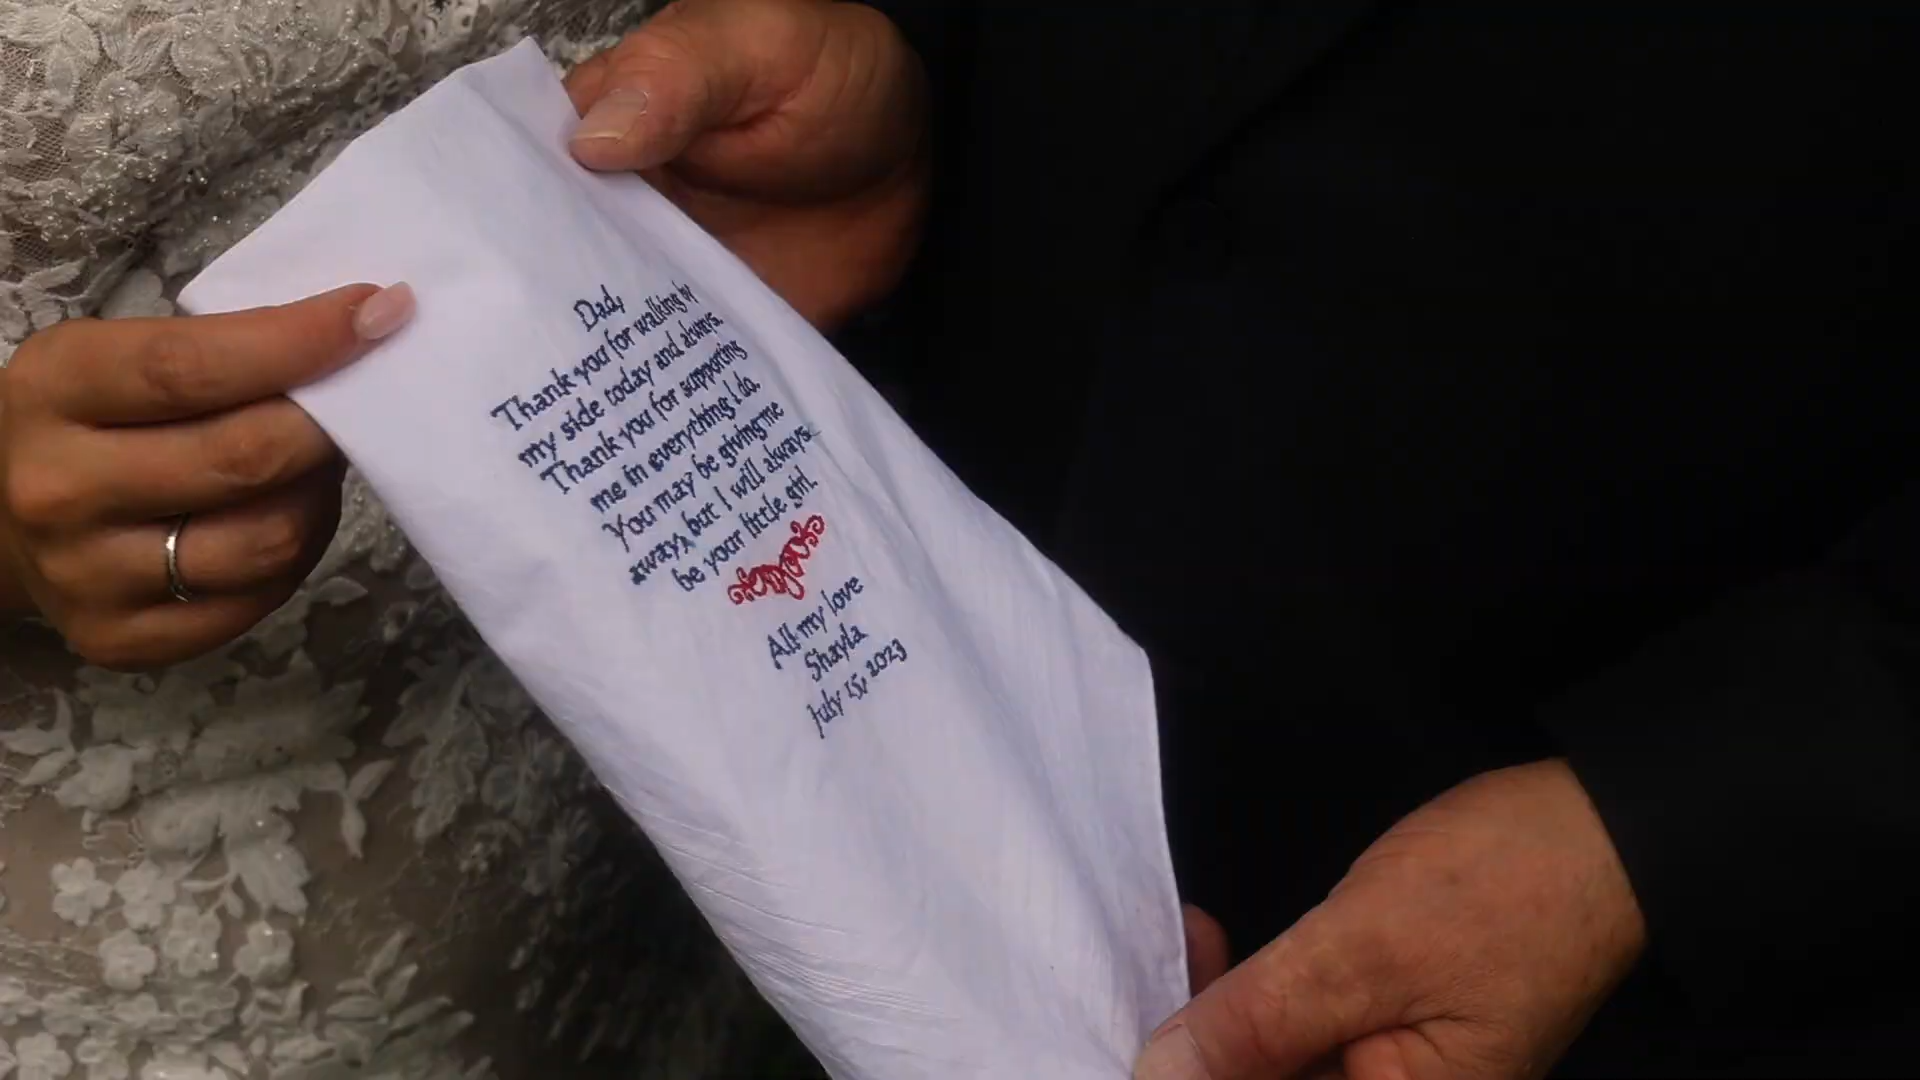 Dad,
Thank you for walking by
my side today and always.
Thank you for supporting
me in everything I do.
You may be giving me
away, but I will always
be your little girl.
All my love
Shayla
July 15, 2023